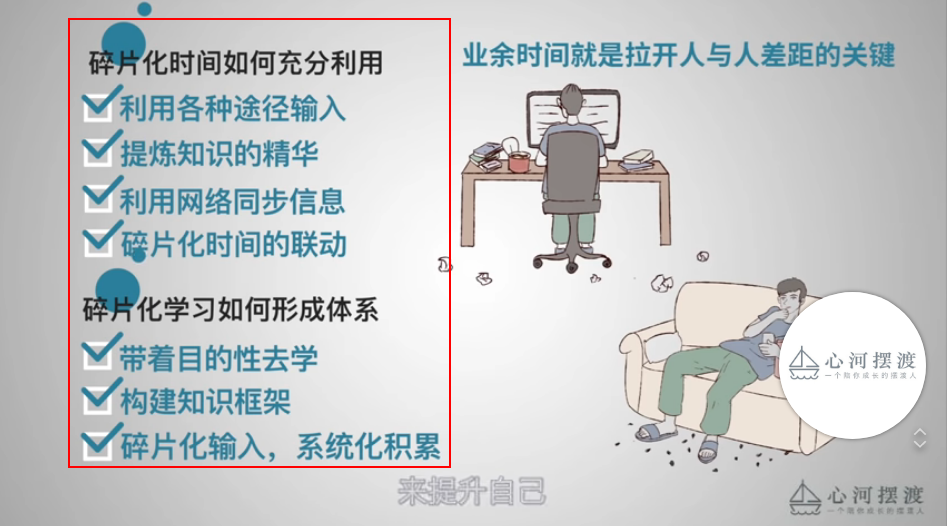 碎片化时间如何充分利用
利用各种途径输入
提炼知识的精华
利用网络同步信息
碎片化时间的联动
碎片化学习如何形成体系
带着目的性去学
构建知识框架
碎片化输入，系统化积累
业余时间就是拉开人与人差距的关键
心河摆渡
一个陪你成长的摆渡人
来提升自己
心河摆渡
一个陪你成长的摆渡人